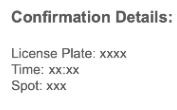 Confirmation Details:
License Plate: xxxx
Time: xx:xx
Spot: xxx